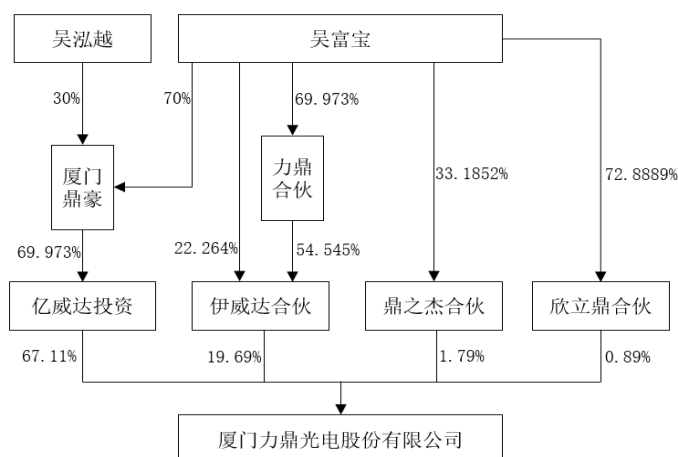 吴泓越
吴富宝
30%
70%
69.973%
厦门
鼎豪
力鼎
合伙
33.1852%
72.8889%
69.973%
22.264%
54.545%
亿威达投资
伊威达合伙
鼎之杰合伙
欣立鼎合伙
67.11%
19.69%
1.79%
0.89%
厦门力鼎光电股份有限公司